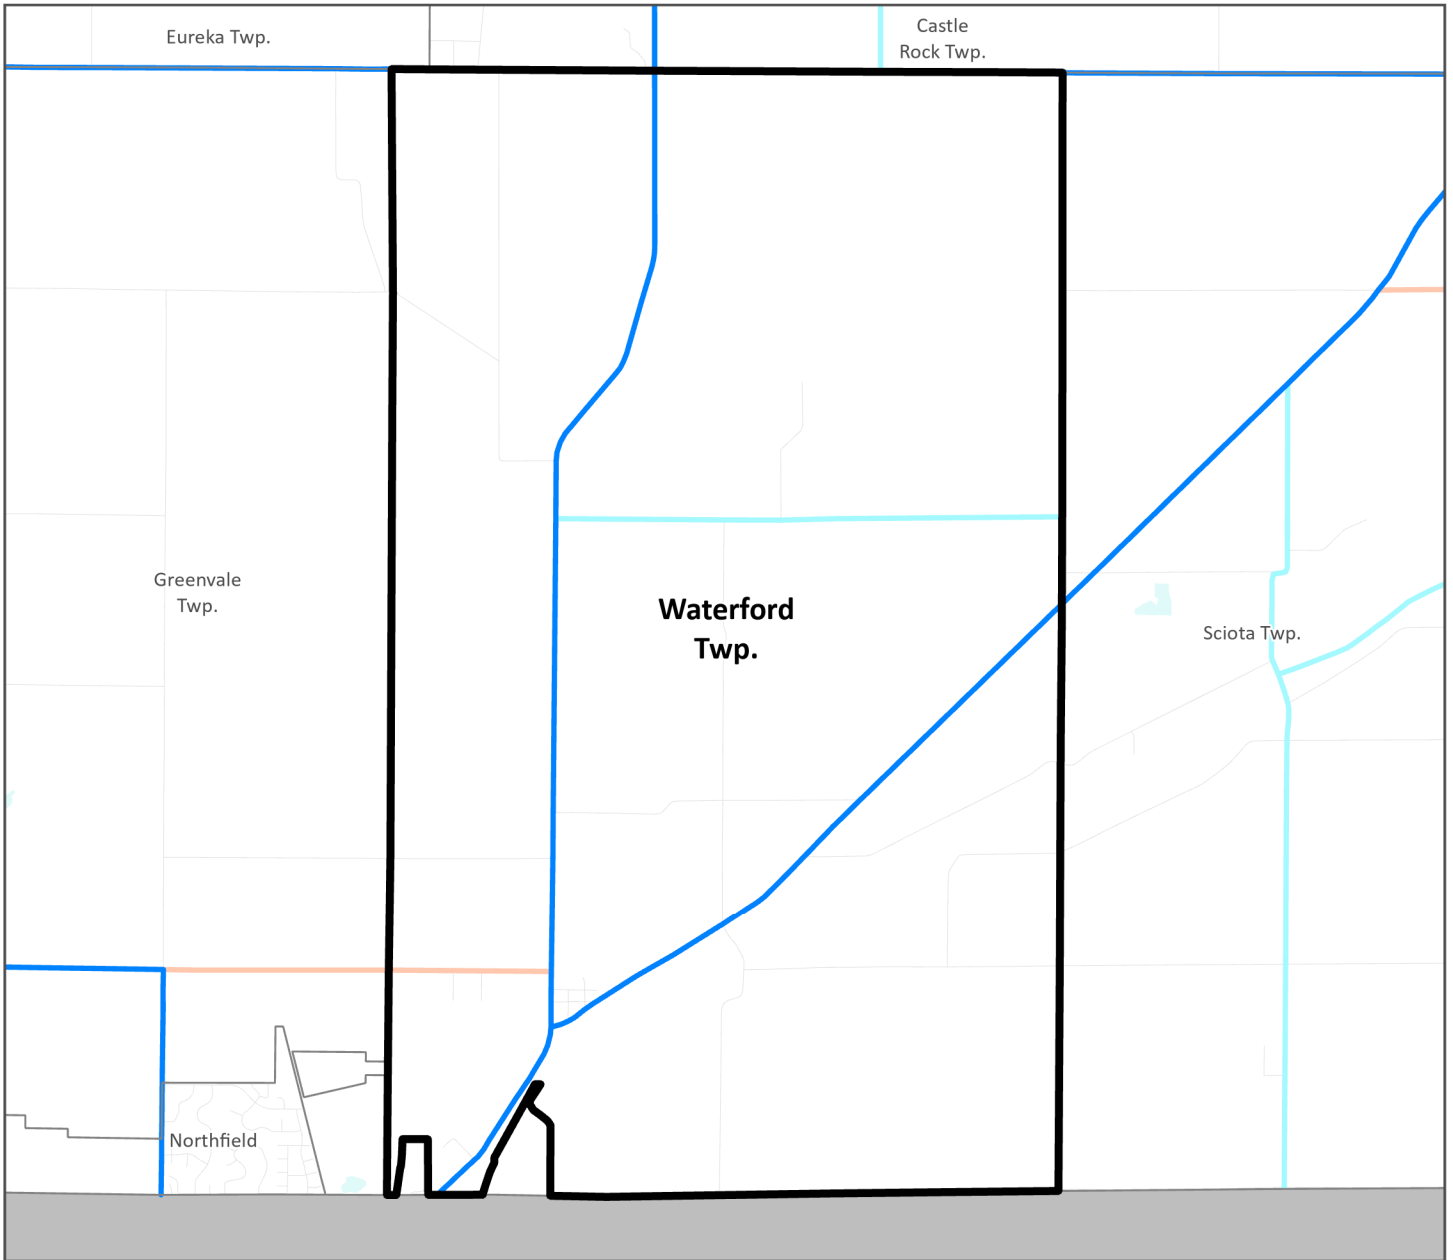 Eureka Twp.
Castle
Rock Twp.
Greenvale
Twp.
Waterford
Twp.
Sciota Twp.
Northfield